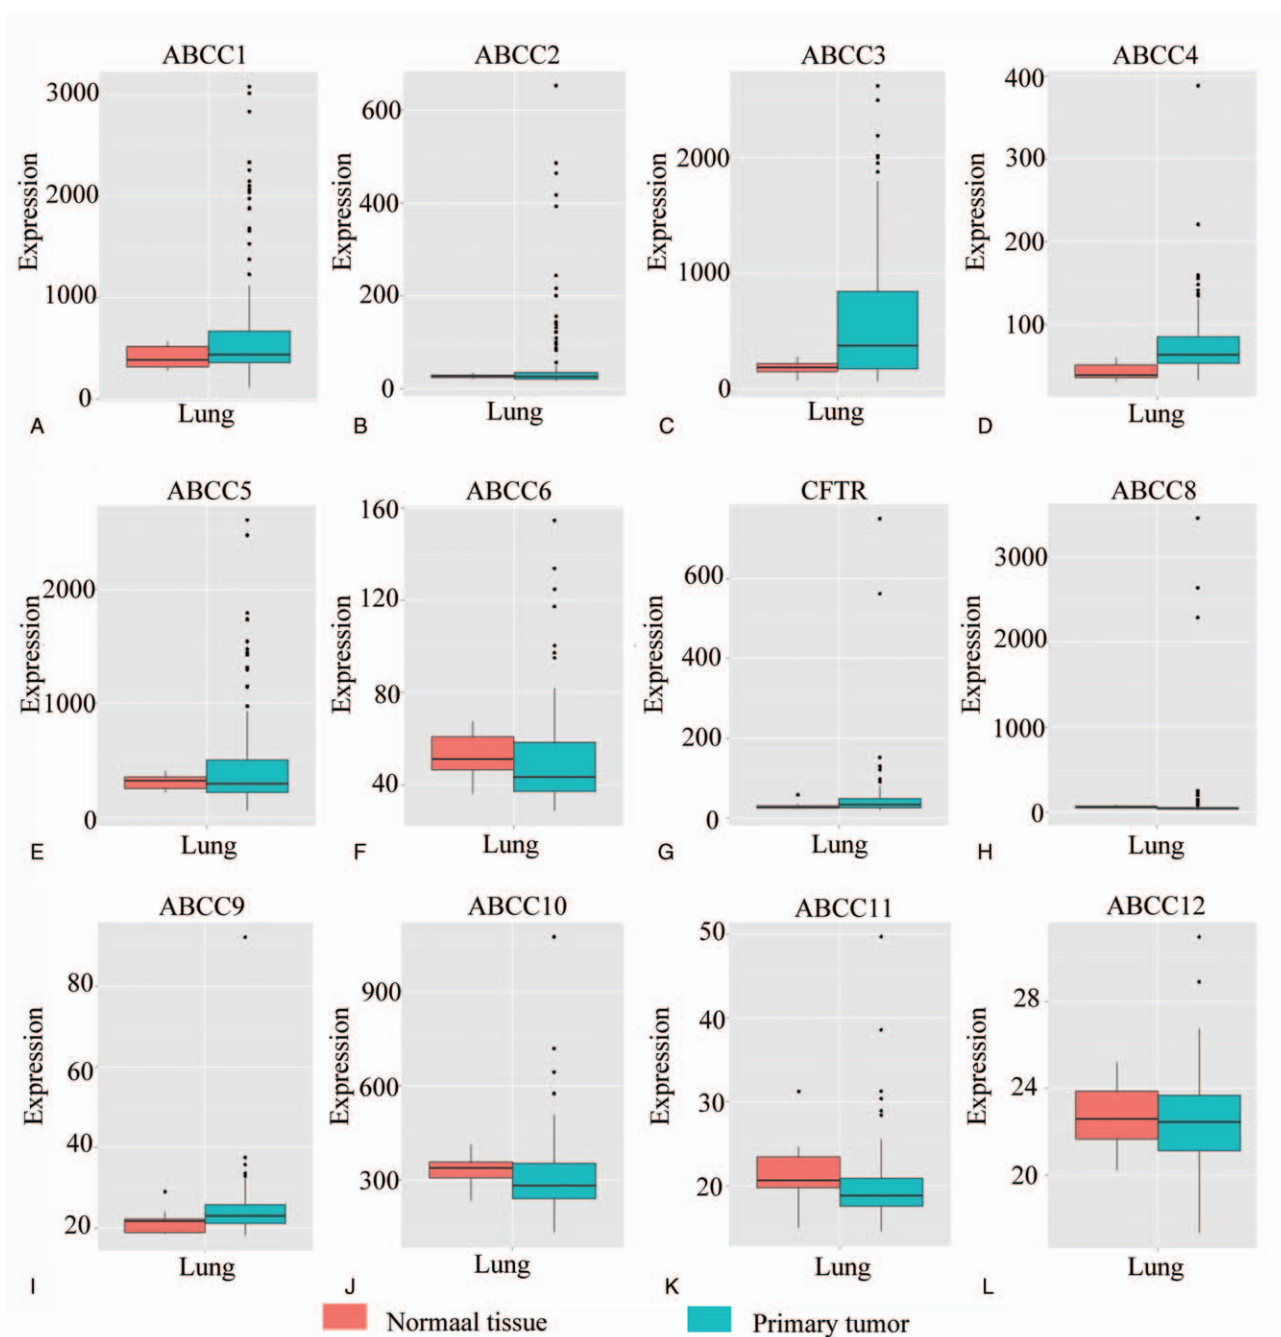 ABCC1 ABCC2 ABCC3 ABCC4
Expression 3000 2000 1000 0 Lung
Expression 600 400 200 0 Lung
Expression 2000 1000 0 Lung
Expression 400 300 200 100 Lung
A B C D
ABCC5 ABCC6 CFTR ABCC8
Expression 2000 1000 0 Lung
Expression 160 120 80 40 Lung
Expression 600 400 200 0 Lung
Expression 3000 2000 1000 0 Lung
E F G H
ABCC9 ABCC10 ABCC11 ABCC12
Expression 80 60 40 20 Lung
Expression 900 600 300 Lung
Expression 50 40 30 20 Lung
Expression 28 24 20 Lung
I J K L
Normaal tissue Primary tumor